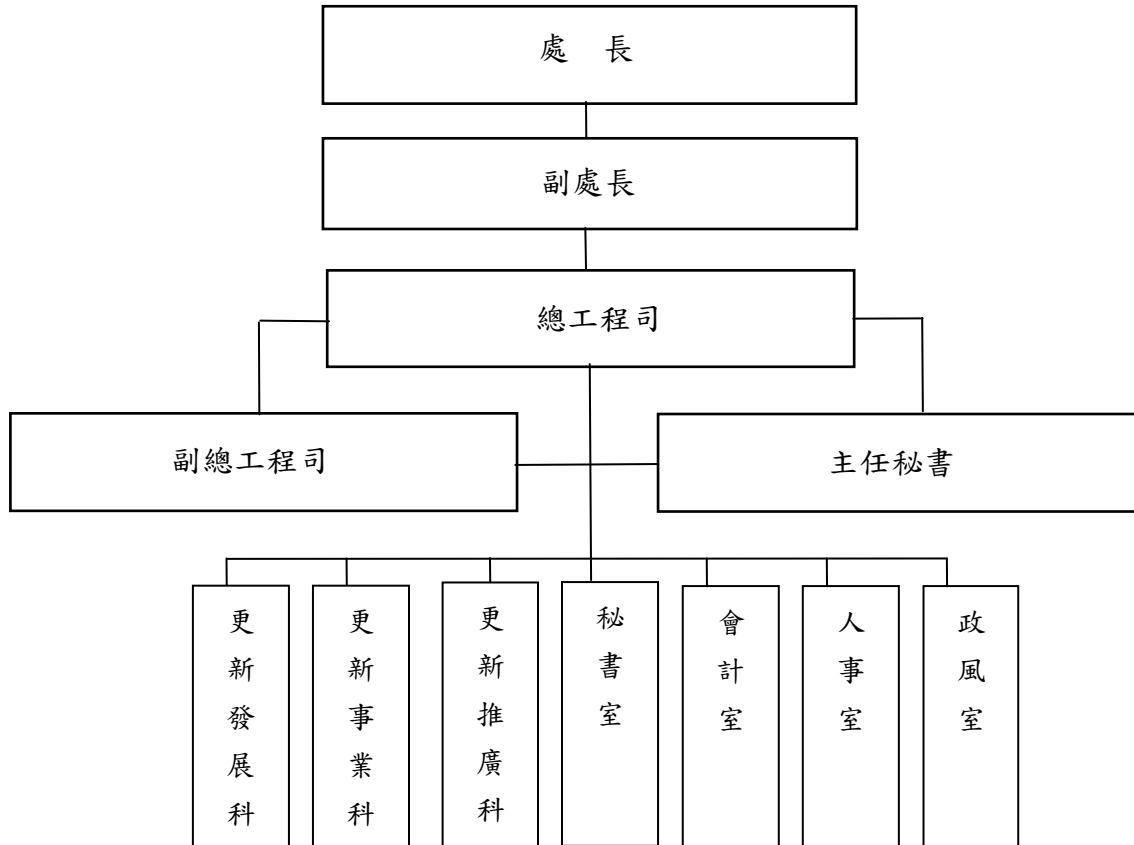 處 長
副處長
總工程司
副總工程司
主任秘書
更新發展科
更新事業科
更新推廣科
秘書室
會計室
人事室
政風室